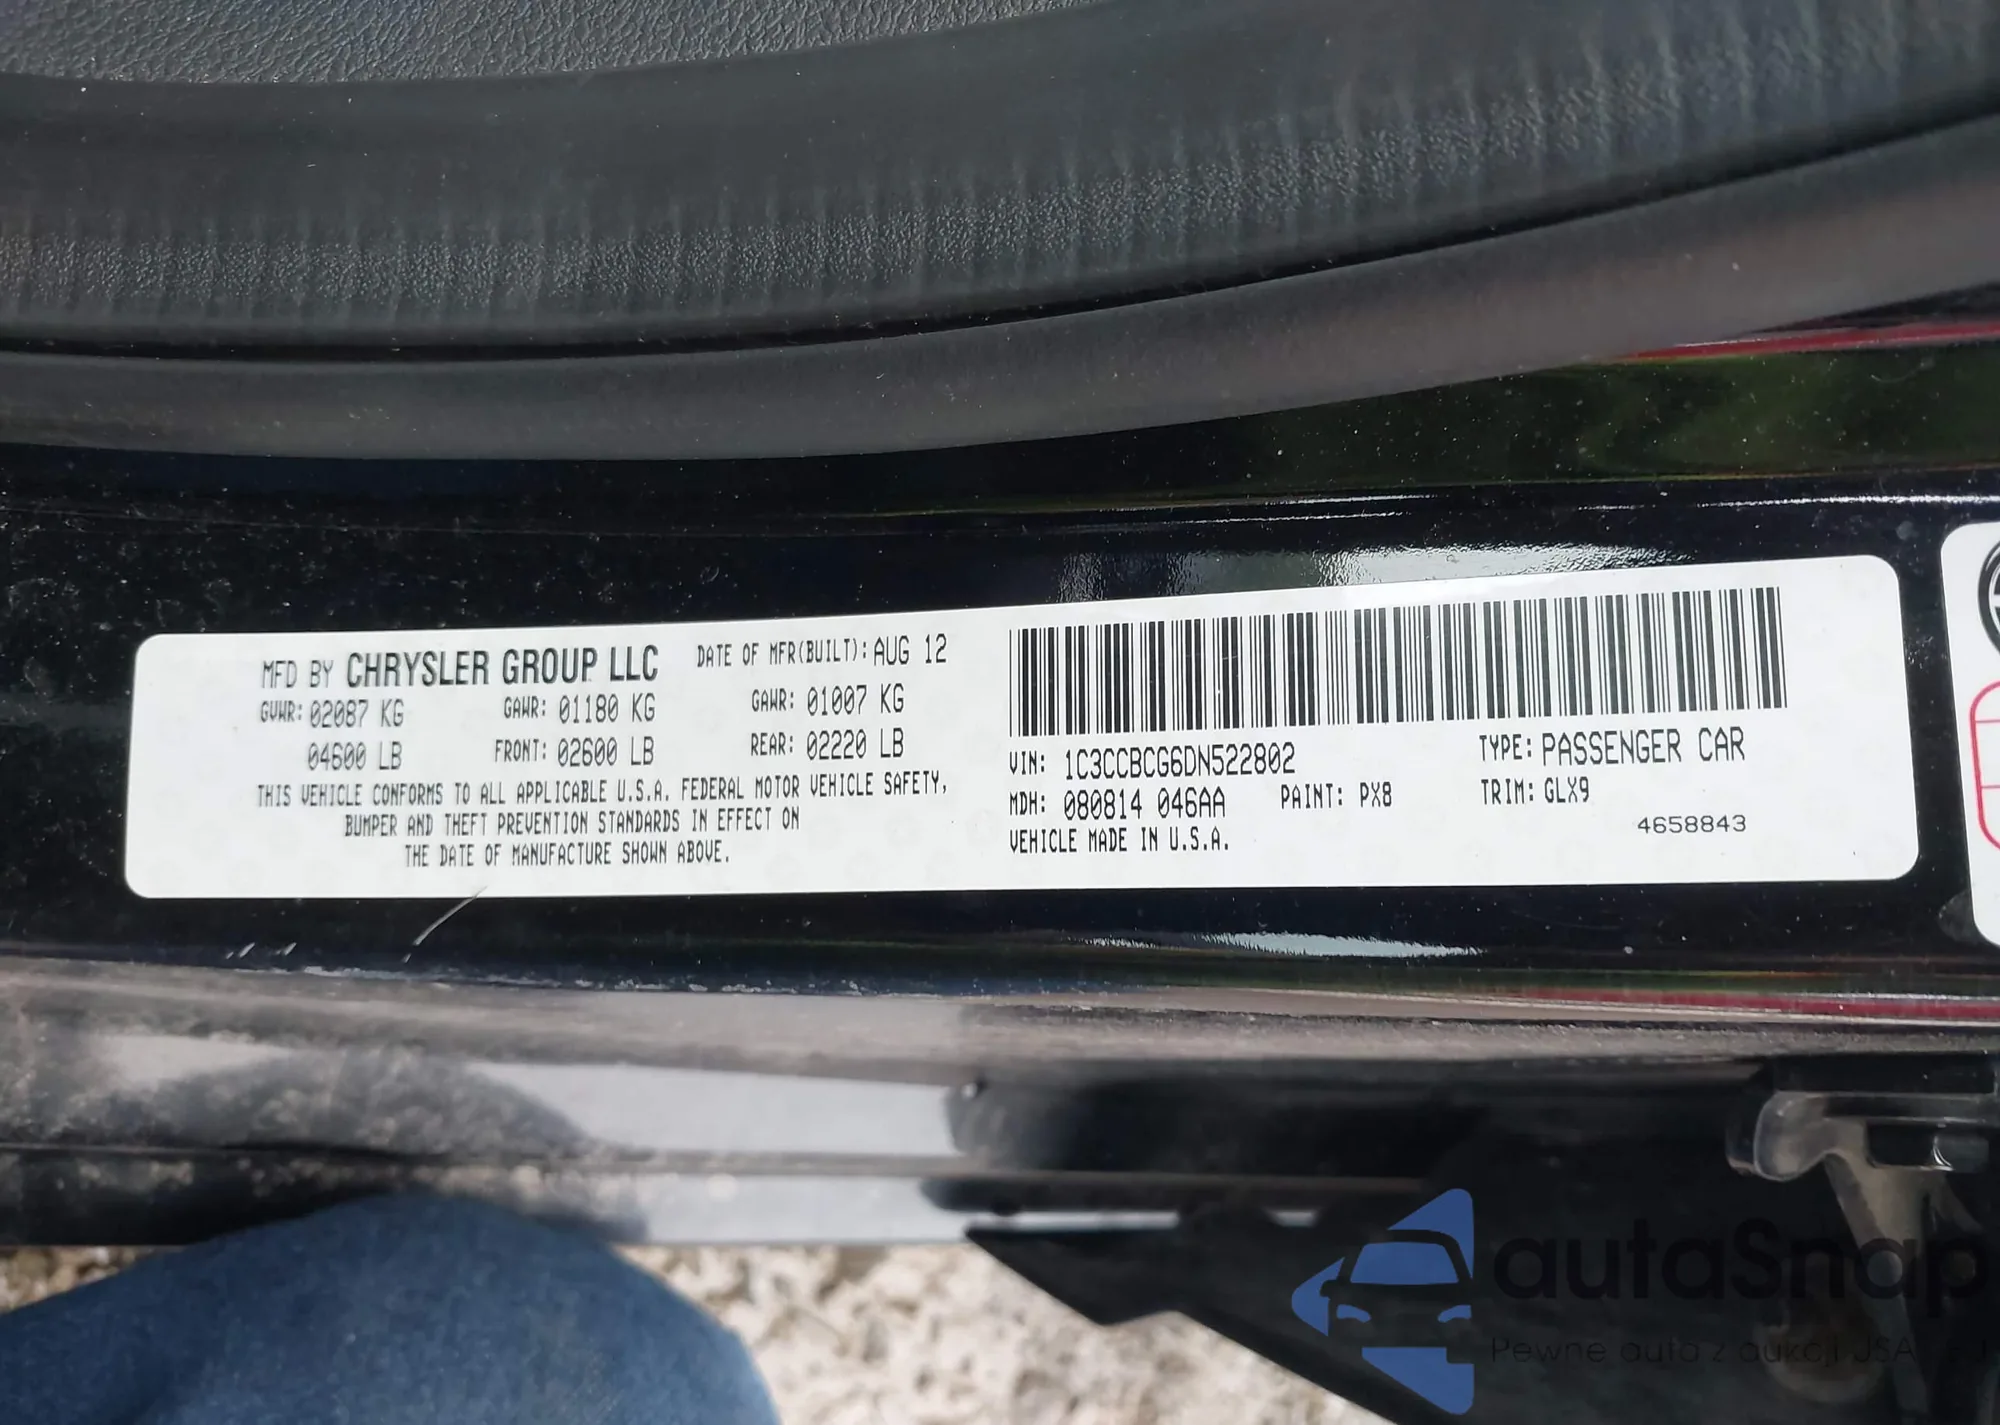 MFD BY CHRYSLER GROUP LLC DATE OF MFR(BUILT): AUG 12
GVWR: 02087 KG GAWR: 01180 KG GAWR: 01007 KG
04600 LB FRONT: 02600 LB REAR: 02220 LB
THIS VEHICLE CONFORMS TO ALL APPLICABLE U.S.A. FEDERAL MOTOR VEHICLE SAFETY,
BUMPER AND THEFT PREVENTION STANDARDS IN EFFECT ON
THE DATE OF MANUFACTURE SHOWN ABOVE.
VIN: 1C3CCBCG6DN522802 TYPE: PASSENGER CAR
MDH: 080814 046AA PAINT: PX8 TRIM: GLX9
VEHICLE MADE IN U.S.A. 4658843
autoSnap
Pewne auta z aukcji